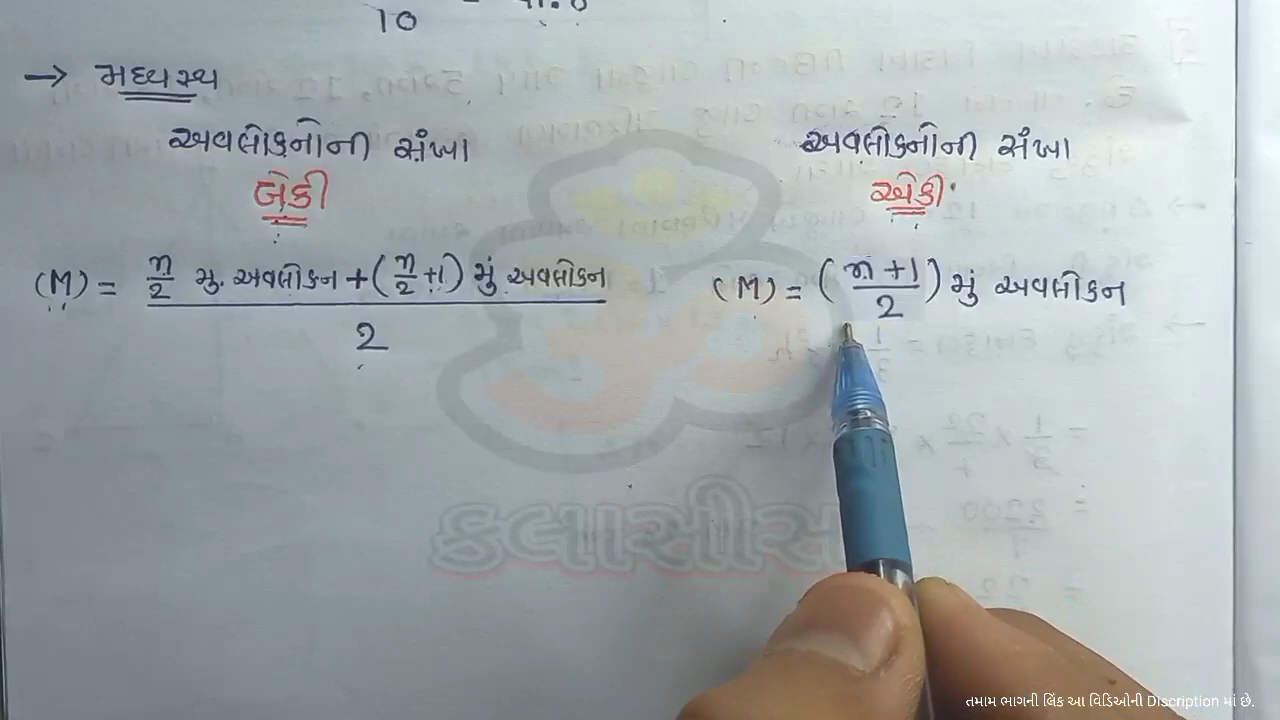 10
→ મધ્યસ્થ
અવલોકનોની સંખા
બેકી
(M) = n/2 મુ. અવલોકન + (n/2 + 1) મું અવલોકન / 2
અવલોકનોની સંખા
એકી
(M) = (n + 1 / 2) મું અવલોકન
ક્લાસીસ
તમામ ભાગની લિંક આ વિડિઓની Discription માં છે.